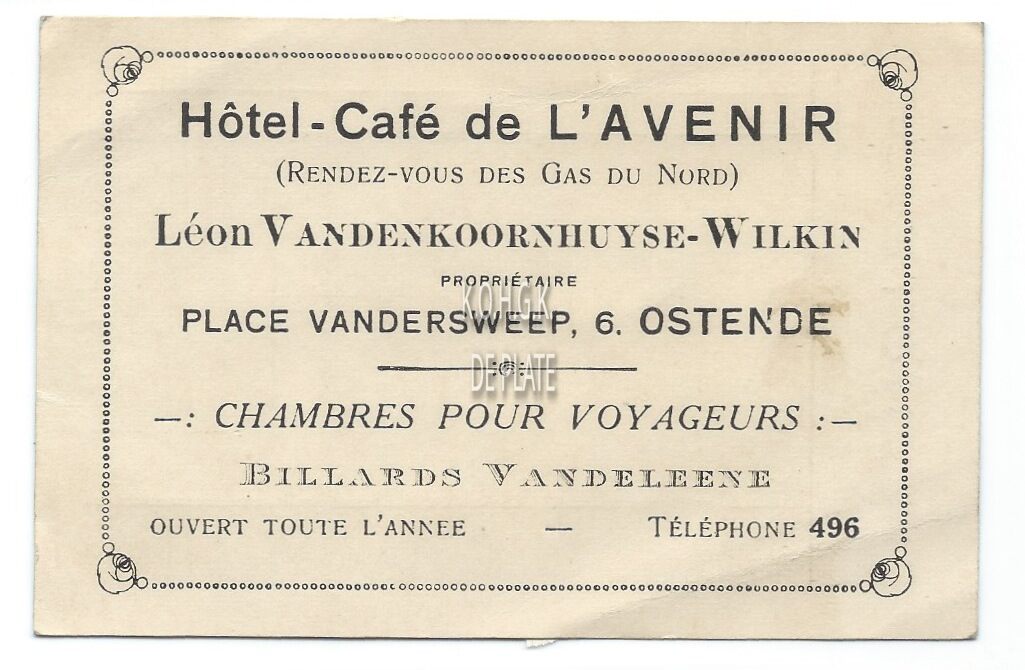 Hôtel-Café de L'AVENIR
(RENDEZ-VOUS DES GAS DU NORD)
Léon VANDENKOORNHUYSE-WILKIN
PROPRIÉTAIRE
KOHGK
PLACE VANDERSWEEP, 6. OSTENDE
DE PLATE
—: CHAMBRES POUR VOYAGEURS :—
BILLARDS VANDELEENE
OUVERT TOUTE L'ANNEE — TÉLÉPHONE 496